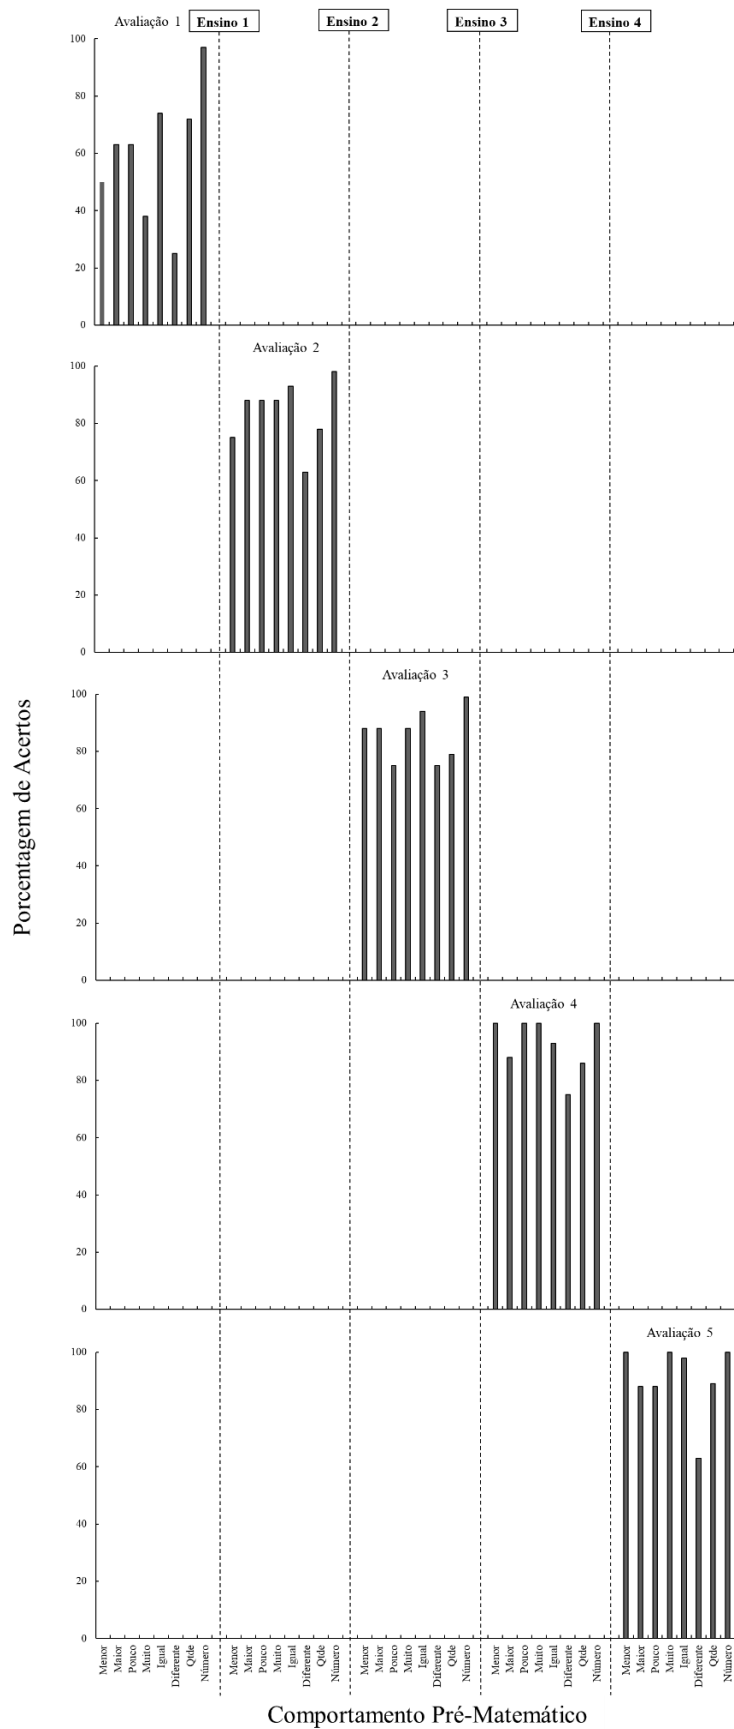 Avaliação 1
Ensino 1
Ensino 2
Ensino 3
Ensino 4
100
80
60
40
20
0
Avaliação 2
100
80
60
40
20
0
Avaliação 3
100
80
60
40
20
0
Porcentagem de Acertos
Avaliação 4
100
80
60
40
20
0
Avaliação 5
100
80
60
40
20
0
Menor
Maior
Pouco
Muito
Igual
Diferente
Qtde
Número
Menor
Maior
Pouco
Muito
Igual
Diferente
Qtde
Número
Menor
Maior
Pouco
Muito
Igual
Diferente
Qtde
Número
Menor
Maior
Pouco
Muito
Igual
Diferente
Qtde
Número
Menor
Maior
Pouco
Muito
Igual
Diferente
Qtde
Número
Comportamento Pré-Matemático